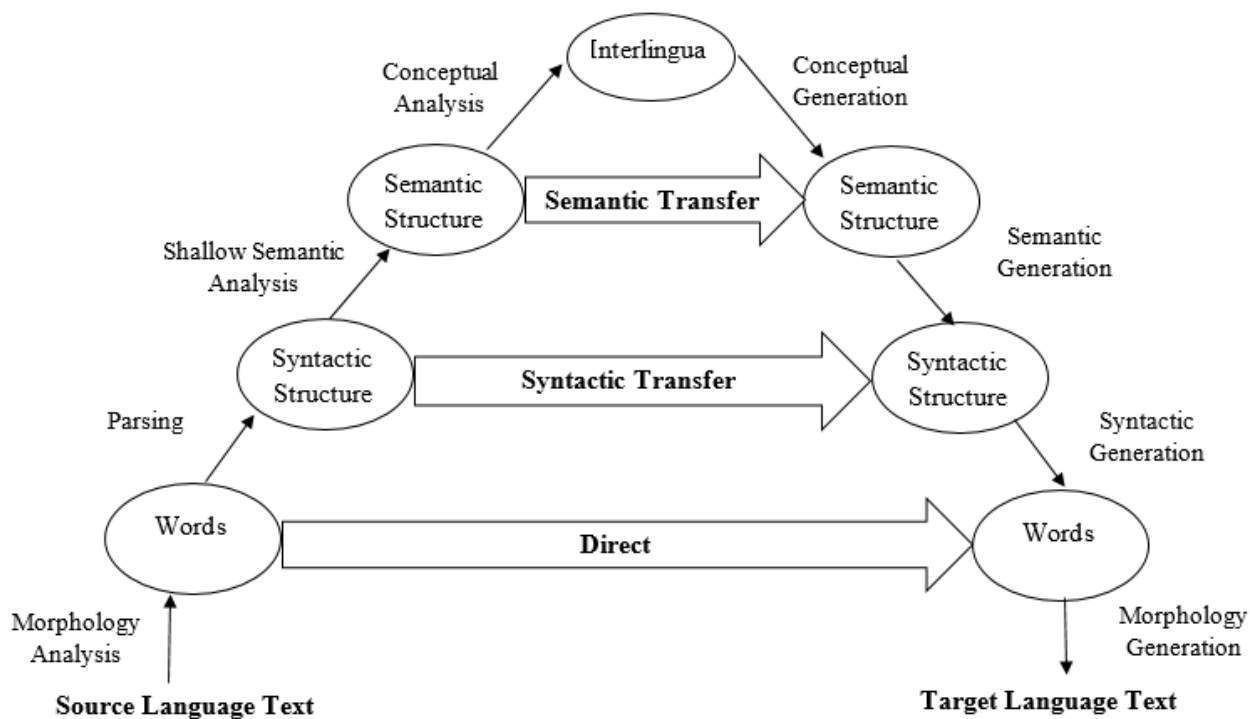 Interlingua
Conceptual
Analysis
Conceptual
Generation
Semantic
Structure
Semantic Transfer
Semantic
Structure
Shallow Semantic
Analysis
Semantic
Generation
Syntactic
Structure
Syntactic Transfer
Syntactic
Structure
Parsing
Syntactic
Generation
Words
Direct
Words
Morphology
Analysis
Morphology
Generation
Source Language Text
Target Language Text